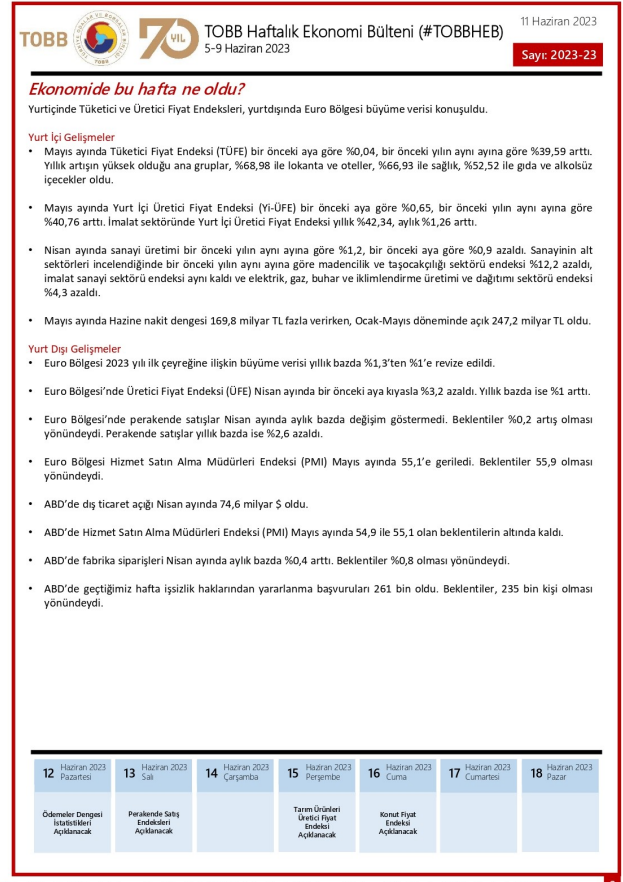 TOBB
TÜRKİYE ODALAR VE BORSALAR BİRLİĞİ
TOBB
70 YIL
TOBB Haftalık Ekonomi Bülteni (#TOBBHEB)
5-9 Haziran 2023
11 Haziran 2023
Sayı: 2023-23
Ekonomide bu hafta ne oldu?
Yurtiçinde Tüketici ve Üretici Fiyat Endeksleri, yurtdışında Euro Bölgesi büyüme verisi konuşuldu.
Yurt İçi Gelişmeler
• Mayıs ayında Tüketici Fiyat Endeksi (TÜFE) bir önceki aya göre %0,04, bir önceki yılın aynı ayına göre %39,59 arttı.
Yıllık artışın yüksek olduğu ana gruplar, %68,98 ile lokanta ve oteller, %66,93 ile sağlık, %52,52 ile gıda ve alkolsüz
içecekler oldu.
• Mayıs ayında Yurt İçi Üretici Fiyat Endeksi (Yi-ÜFE) bir önceki aya göre %0,65, bir önceki yılın aynı ayına göre
%40,76 arttı. İmalat sektöründe Yurt İçi Üretici Fiyat Endeksi yıllık %42,34, aylık %1,26 arttı.
• Nisan ayında sanayi üretimi bir önceki yılın aynı ayına göre %1,2, bir önceki aya göre %0,9 azaldı. Sanayinin alt
sektörleri incelendiğinde bir önceki yılın aynı ayına göre madencilik ve taşocakçılığı sektörü endeksi %12,2 azaldı,
imalat sanayi sektörü endeksi aynı kaldı ve elektrik, gaz, buhar ve iklimlendirme üretimi ve dağıtımı sektörü endeksi
%4,3 azaldı.
• Mayıs ayında Hazine nakit dengesi 169,8 milyar TL fazla verirken, Ocak-Mayıs döneminde açık 247,2 milyar TL oldu.
Yurt Dışı Gelişmeler
• Euro Bölgesi 2023 yılı ilk çeyreğine ilişkin büyüme verisi yıllık bazda %1,3'ten %1'e revize edildi.
• Euro Bölgesi'nde Üretici Fiyat Endeksi (ÜFE) Nisan ayında bir önceki aya kıyasla %3,2 azaldı. Yıllık bazda ise %1 arttı.
• Euro Bölgesi'nde perakende satışlar Nisan ayında aylık bazda değişim göstermedi. Beklentiler %0,2 artış olması
yönündeydi. Perakende satışlar yıllık bazda ise %2,6 azaldı.
• Euro Bölgesi Hizmet Satın Alma Müdürleri Endeksi (PMI) Mayıs ayında 55,1'e geriledi. Beklentiler 55,9 olması
yönündeydi.
• ABD'de dış ticaret açığı Nisan ayında 74,6 milyar $ oldu.
• ABD'de Hizmet Satın Alma Müdürleri Endeksi (PMI) Mayıs ayında 54,9 ile 55,1 olan beklentilerin altında kaldı.
• ABD'de fabrika siparişleri Nisan ayında aylık bazda %0,4 arttı. Beklentiler %0,8 olması yönündeydi.
• ABD'de geçtiğimiz hafta işsizlik haklarından yararlanma başvuruları 261 bin oldu. Beklentiler, 235 bin kişi olması
yönündeydi.
12 Haziran 2023 Pazartesi
13 Haziran 2023 Salı
14 Haziran 2023 Çarşamba
15 Haziran 2023 Perşembe
16 Haziran 2023 Cuma
17 Haziran 2023 Cumartesi
18 Haziran 2023 Pazar
Ödemeler Dengesi
İstatistikleri
Açıklanacak
Perakende Satış
Endeksleri
Açıklanacak
Tarım Ürünleri
Üretici Fiyat
Endeksi
Açıklanacak
Konut Fiyat
Endeksi
Açıklanacak